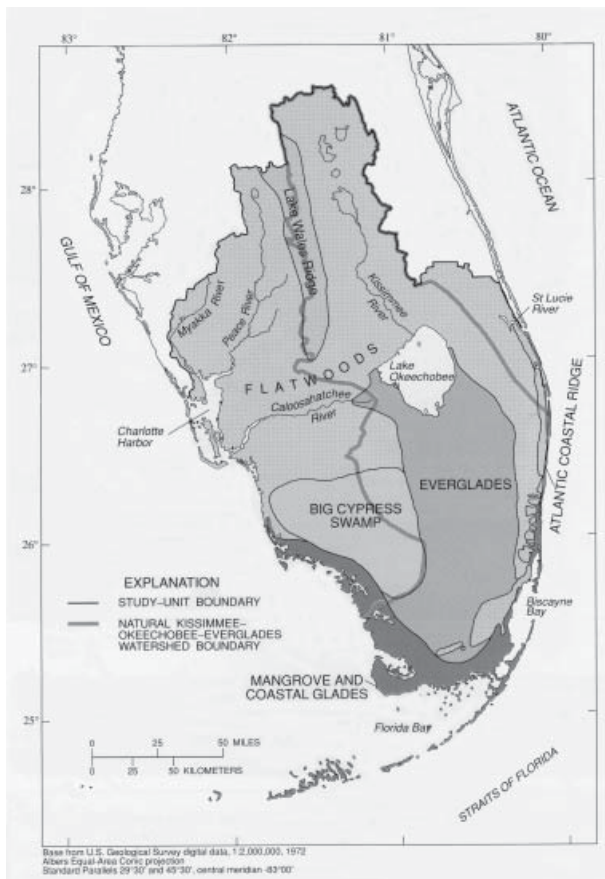 83° 82° 81° 80°
28°
27°
26°
25°
ATLANTIC OCEAN
GULF OF MEXICO
Lake Wales Ridge
Kissimmee
River
Myakka River
Peace River
St Lucie
River
FLATWOODS
Lake
Okeechobee
Caloosahatchee
River
Charlotte
Harbor
ATLANTIC COASTAL RIDGE
EVERGLADES
BIG CYPRESS
SWAMP
Biscayne
Bay
EXPLANATION
STUDY–UNIT BOUNDARY
NATURAL KISSIMMEE–
OKEECHOBEE–EVERGLADES
WATERSHED BOUNDARY
MANGROVE AND
COASTAL GLADES
Florida Bay
STRAITS OF FLORIDA
0 25 50 MILES
0 25 50 KILOMETERS
Base from U.S. Geological Survey digital data, 1:2,000,000, 1972
Albers Equal-Area Conic projection
Standard Parallels 29°30' and 45°30', central meridian -83°00'